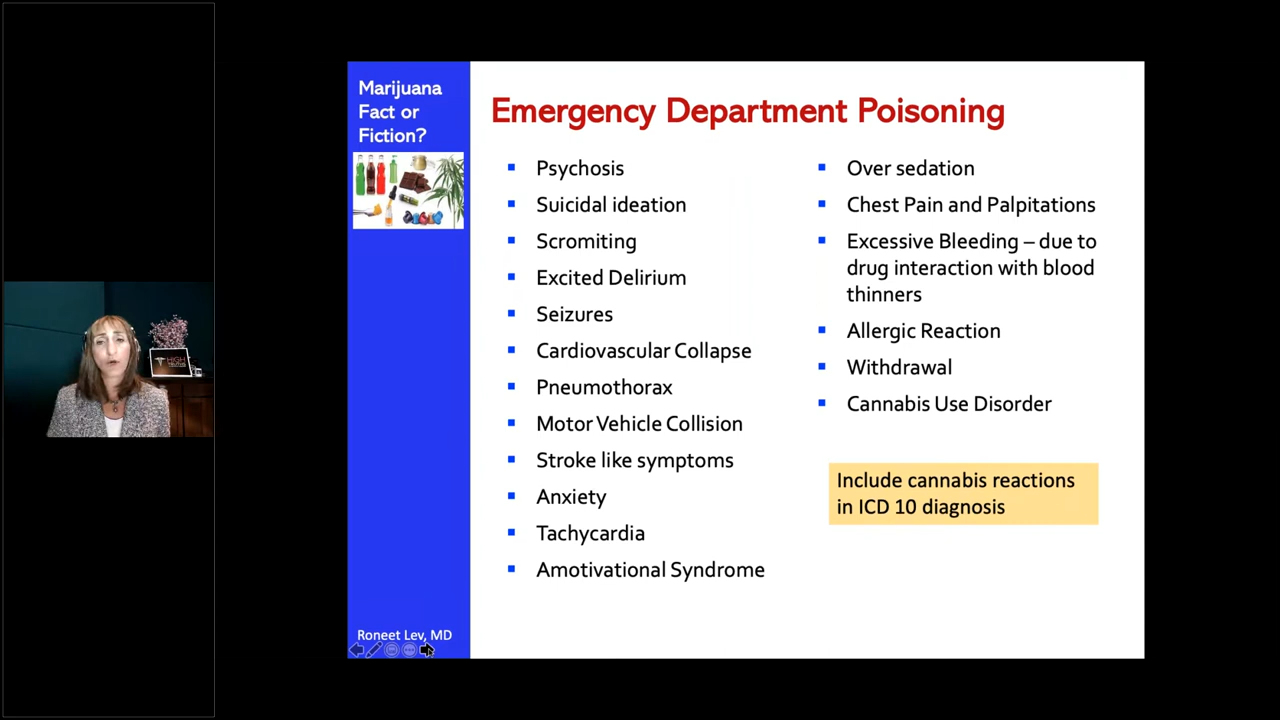 Marijuana
Fact or
Fiction?
Emergency Department Poisoning
Psychosis
Suicidal ideation
Scromiting
Excited Delirium
Seizures
Cardiovascular Collapse
Pneumothorax
Motor Vehicle Collision
Stroke like symptoms
Anxiety
Tachycardia
Amotivational Syndrome
Over sedation
Chest Pain and Palpitations
Excessive Bleeding – due to
drug interaction with blood
thinners
Allergic Reaction
Withdrawal
Cannabis Use Disorder
Include cannabis reactions
in ICD 10 diagnosis
Roneet Lev, MD
HIGH